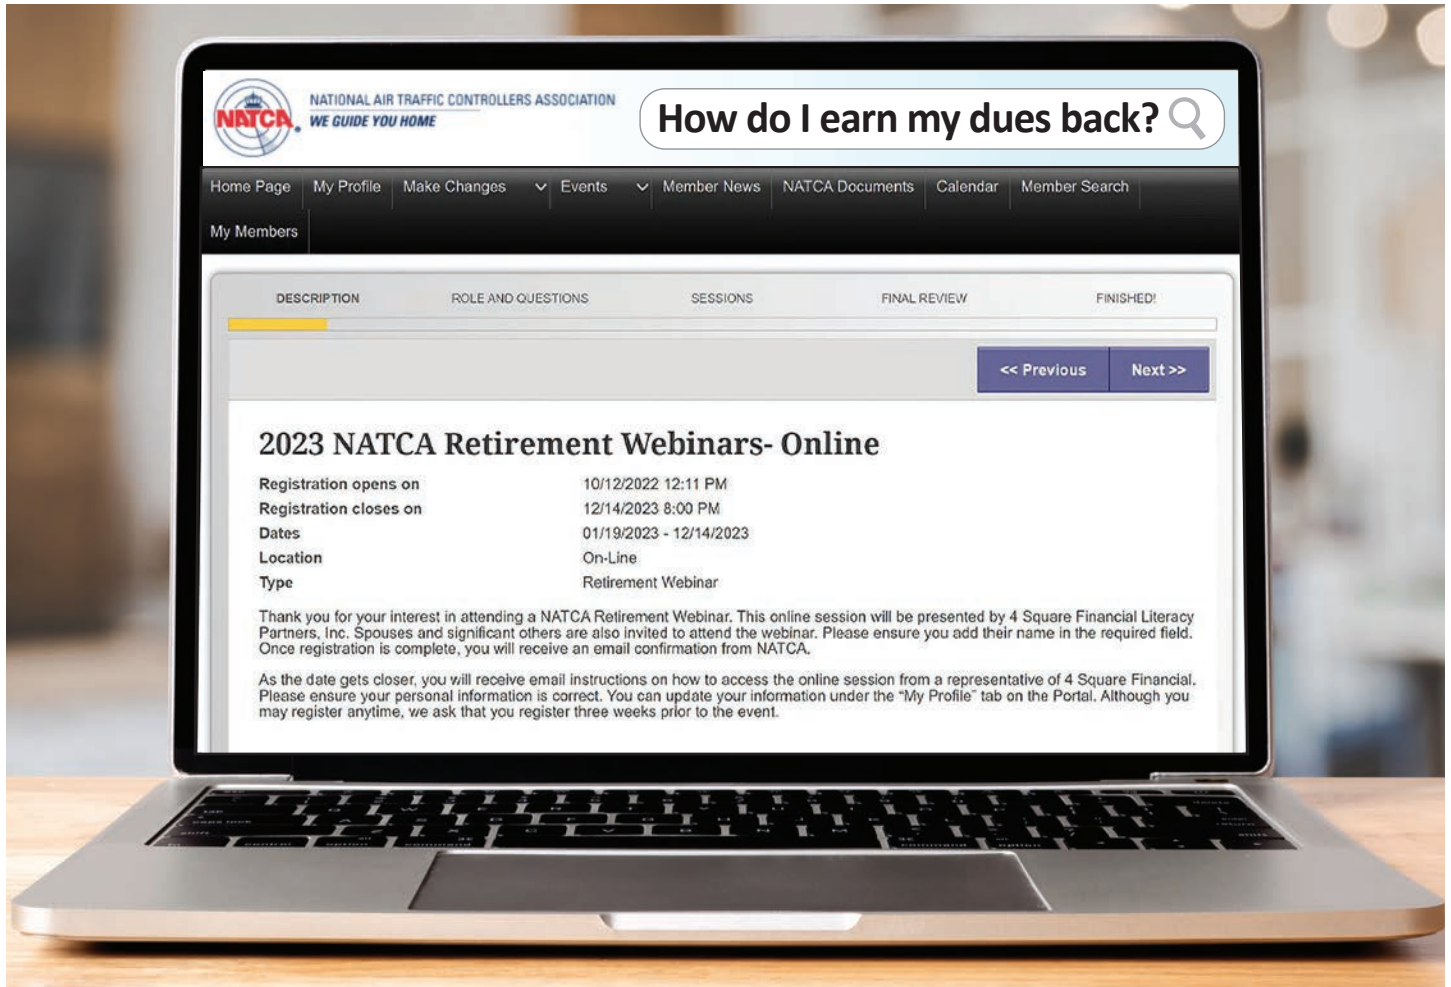 NATCA.
NATIONAL AIR TRAFFIC CONTROLLERS ASSOCIATION
WE GUIDE YOU HOME
How do I earn my dues back?
Home Page My Profile Make Changes Events Member News NATCA Documents Calendar Member Search
My Members
DESCRIPTION ROLE AND QUESTIONS SESSIONS FINAL REVIEW FINISHED!
<< Previous Next >>
2023 NATCA Retirement Webinars- Online
Registration opens on 10/12/2022 12:11 PM
Registration closes on 12/14/2023 8:00 PM
Dates 01/19/2023 - 12/14/2023
Location On-Line
Type Retirement Webinar
Thank you for your interest in attending a NATCA Retirement Webinar. This online session will be presented by 4 Square Financial Literacy
Partners, Inc. Spouses and significant others are also invited to attend the webinar. Please ensure you add their name in the required field.
Once registration is complete, you will receive an email confirmation from NATCA.
As the date gets closer, you will receive email instructions on how to access the online session from a representative of 4 Square Financial.
Please ensure your personal information is correct. You can update your information under the “My Profile” tab on the Portal. Although you
may register anytime, we ask that you register three weeks prior to the event.